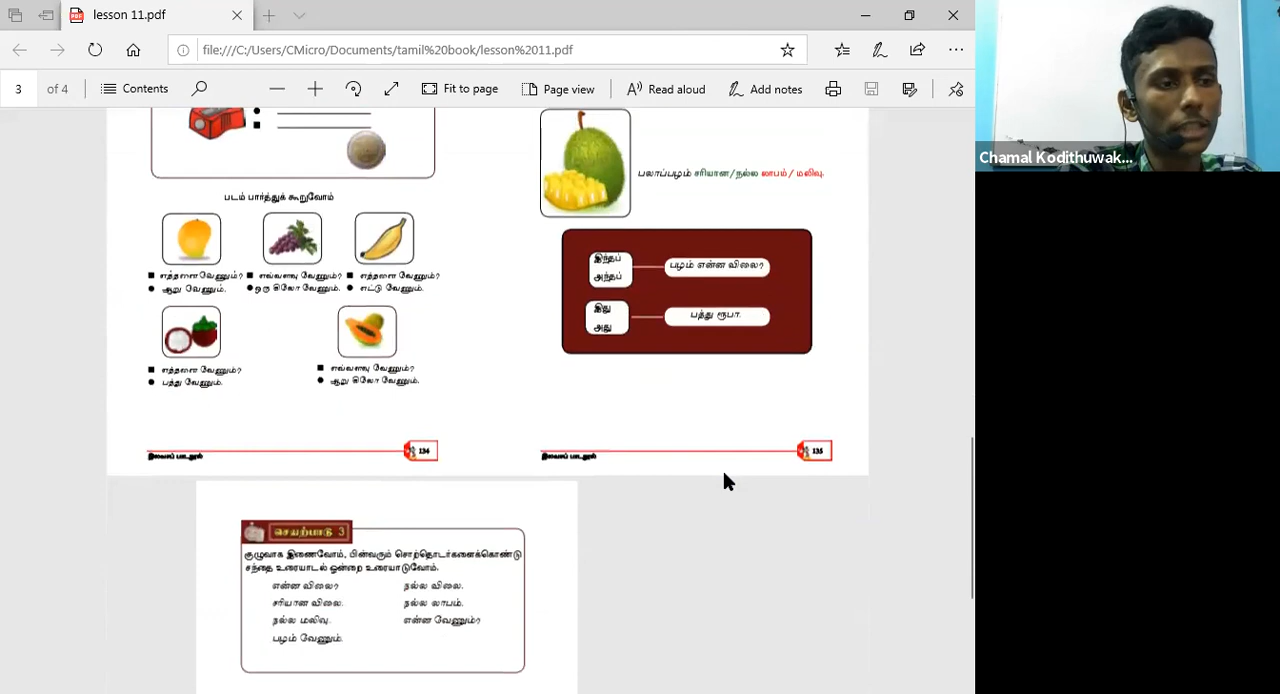 lesson 11.pdf
file:///C:/Users/CMicro/Documents/tamil%20book/lesson%2011.pdf
3 of 4
Contents
Fit to page
Page view
Read aloud
Add notes
Chamal Kodithuwak...
படம் பார்த்துக் கூறுவோம்
எத்தனை வேணும்?
ஆறு வேணும்.
எவ்வளவு வேணும்?
ஒரு கிலோ வேணும்.
எத்தனை வேணும்?
எட்டு வேணும்.
எத்தனை வேணும்?
பத்து வேணும்.
எவ்வளவு வேணும்?
ஆறு கிலோ வேணும்.
இலவசப் பாடநூல்
134
பலாப்பழம் சரியான/நல்ல லாபம்/ மலிவு.
இந்தப்
அந்தப்
பழம் என்ன விலை?
இது
அது
பத்து ரூபா.
இலவசப் பாடநூல்
135
செயற்பாடு 3
குழுவாக இணைவோம், பின்வரும் சொற்தொடர்களைக்கொண்டு
சந்தை உரையாடல் ஒன்றை உரையாடுவோம்.
என்ன விலை?
நல்ல விலை.
சரியான விலை.
நல்ல லாபம்.
நல்ல மலிவு.
என்ன வேணும்?
பழம் வேணும்.